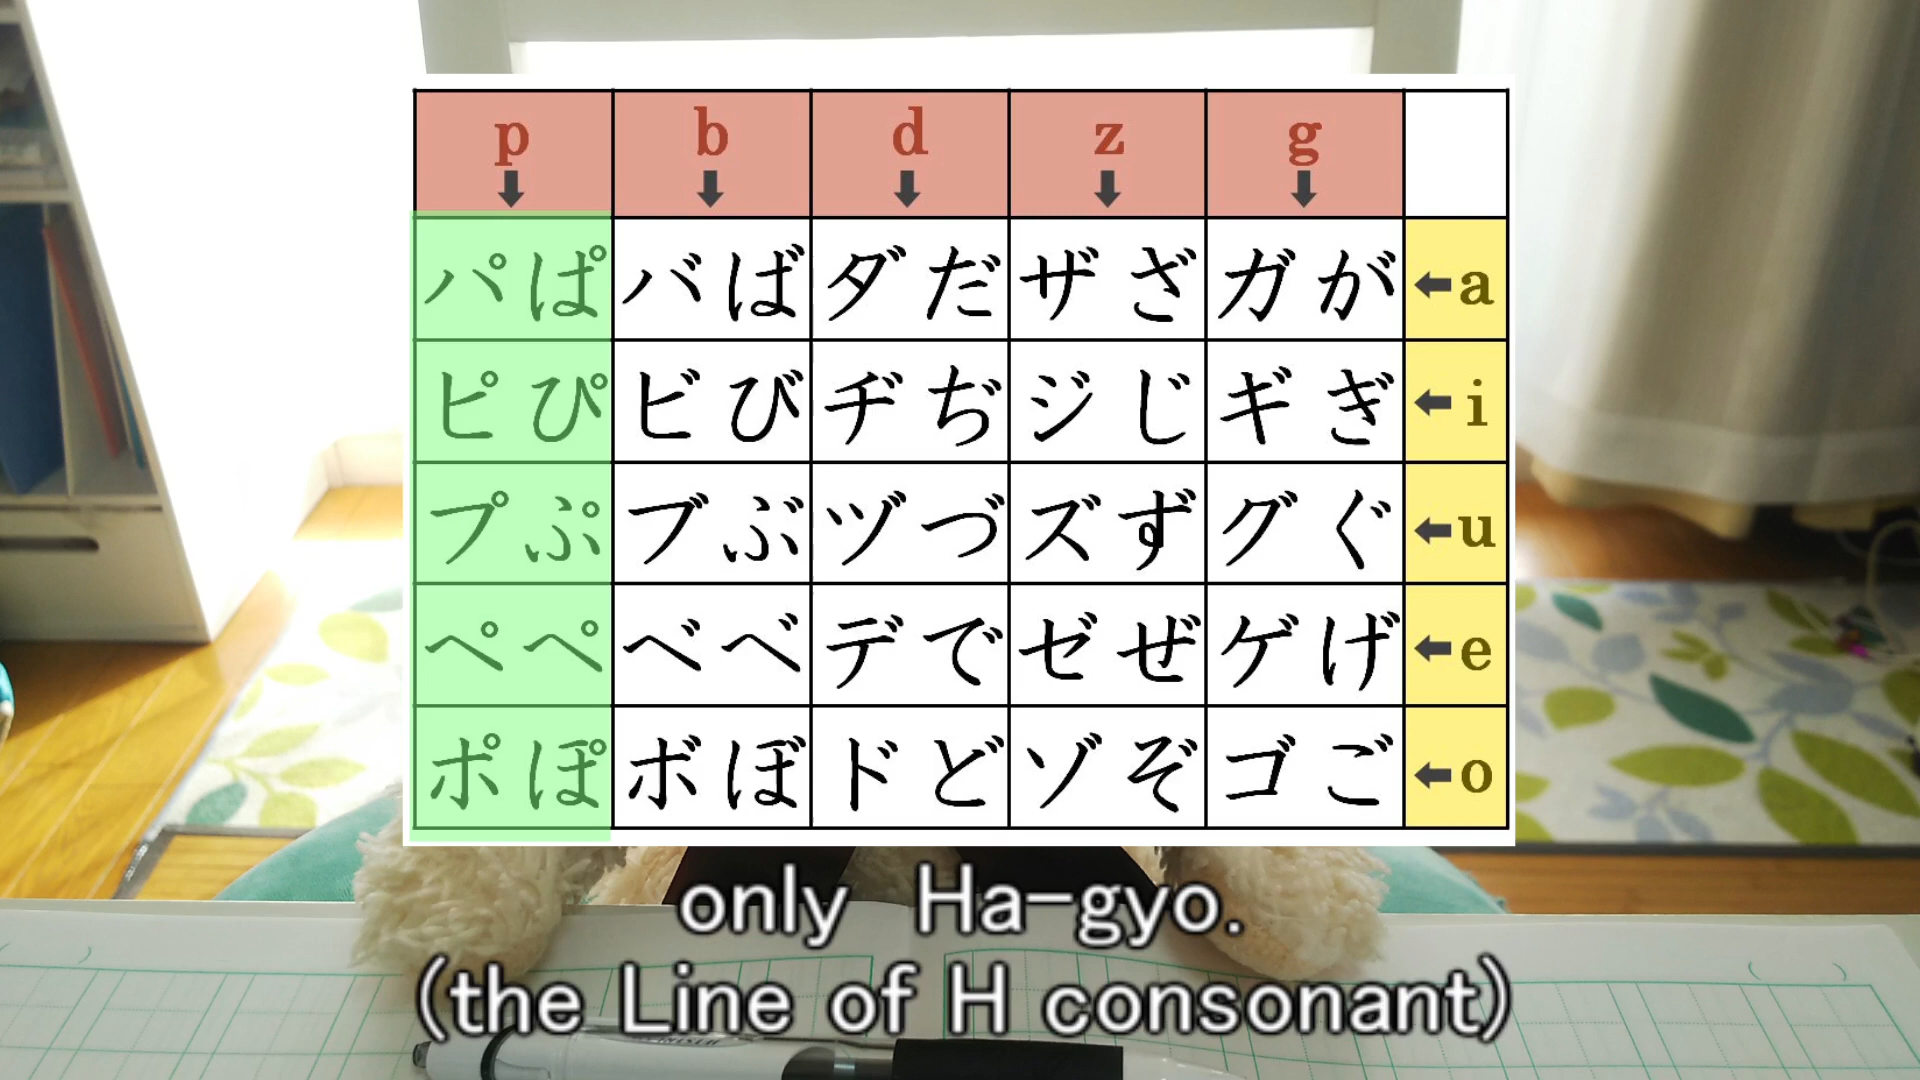 p b d z g
パ ぱ バ ば ダ だ ザ ざ ガ が ←a
ピ ぴ ビ び ヂ ぢ ジ じ ギ ぎ ←i
プ ぷ ブ ぶ ヅ づ ズ ず グ ぐ ←u
ペ ぺ ベ べ デ で ゼ ぜ ゲ げ ←e
ポ ぽ ボ ぼ ド ど ゾ ぞ ゴ ご ←o
only Ha-gyo.
(the Line of H consonant)